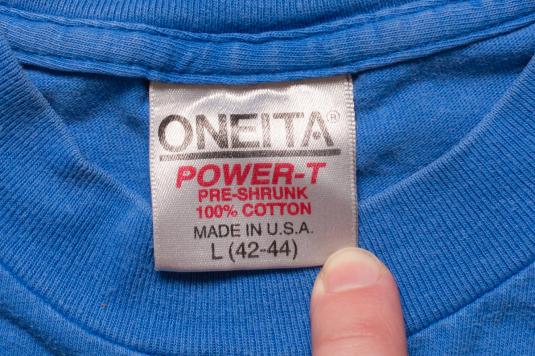 ONEITA®
POWER-T
PRE-SHRUNK
100% COTTON
MADE IN U.S.A.
L (42-44)